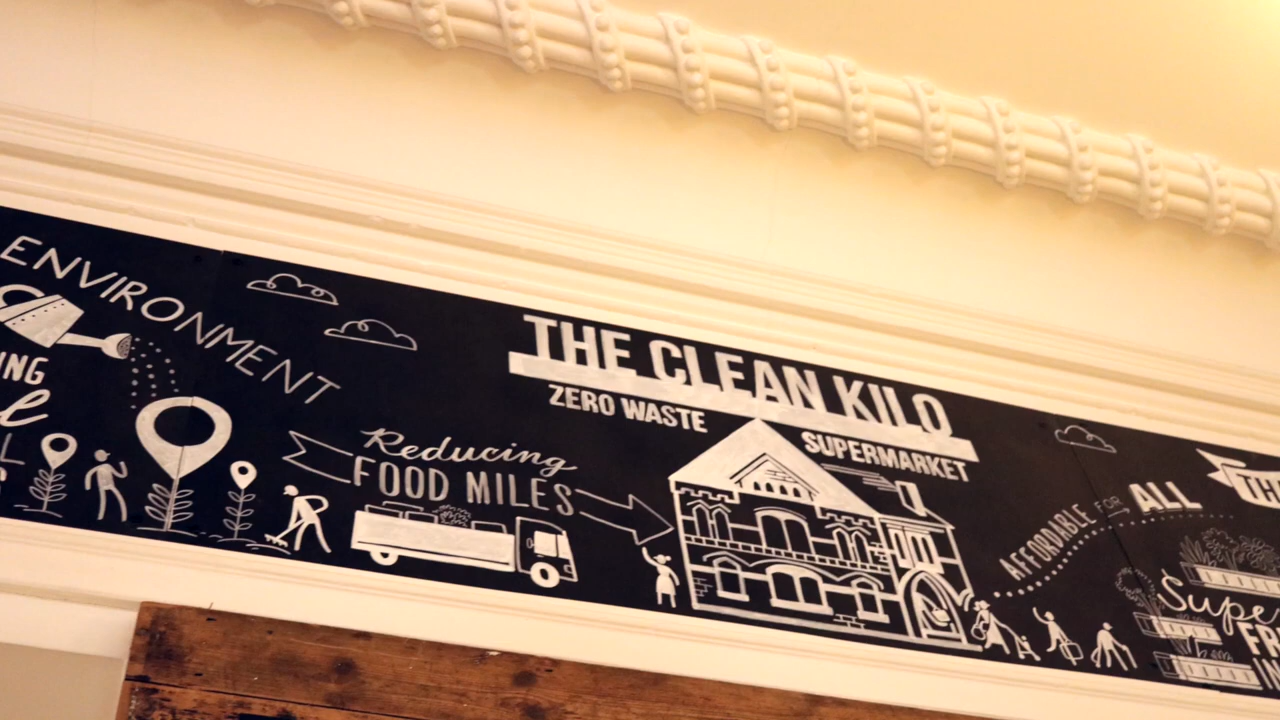 ENVIRONMENT
Reducing
FOOD MILES
THE CLEAN KILO
ZERO WASTE
SUPERMARKET
AFFORDABLE FOR ALL